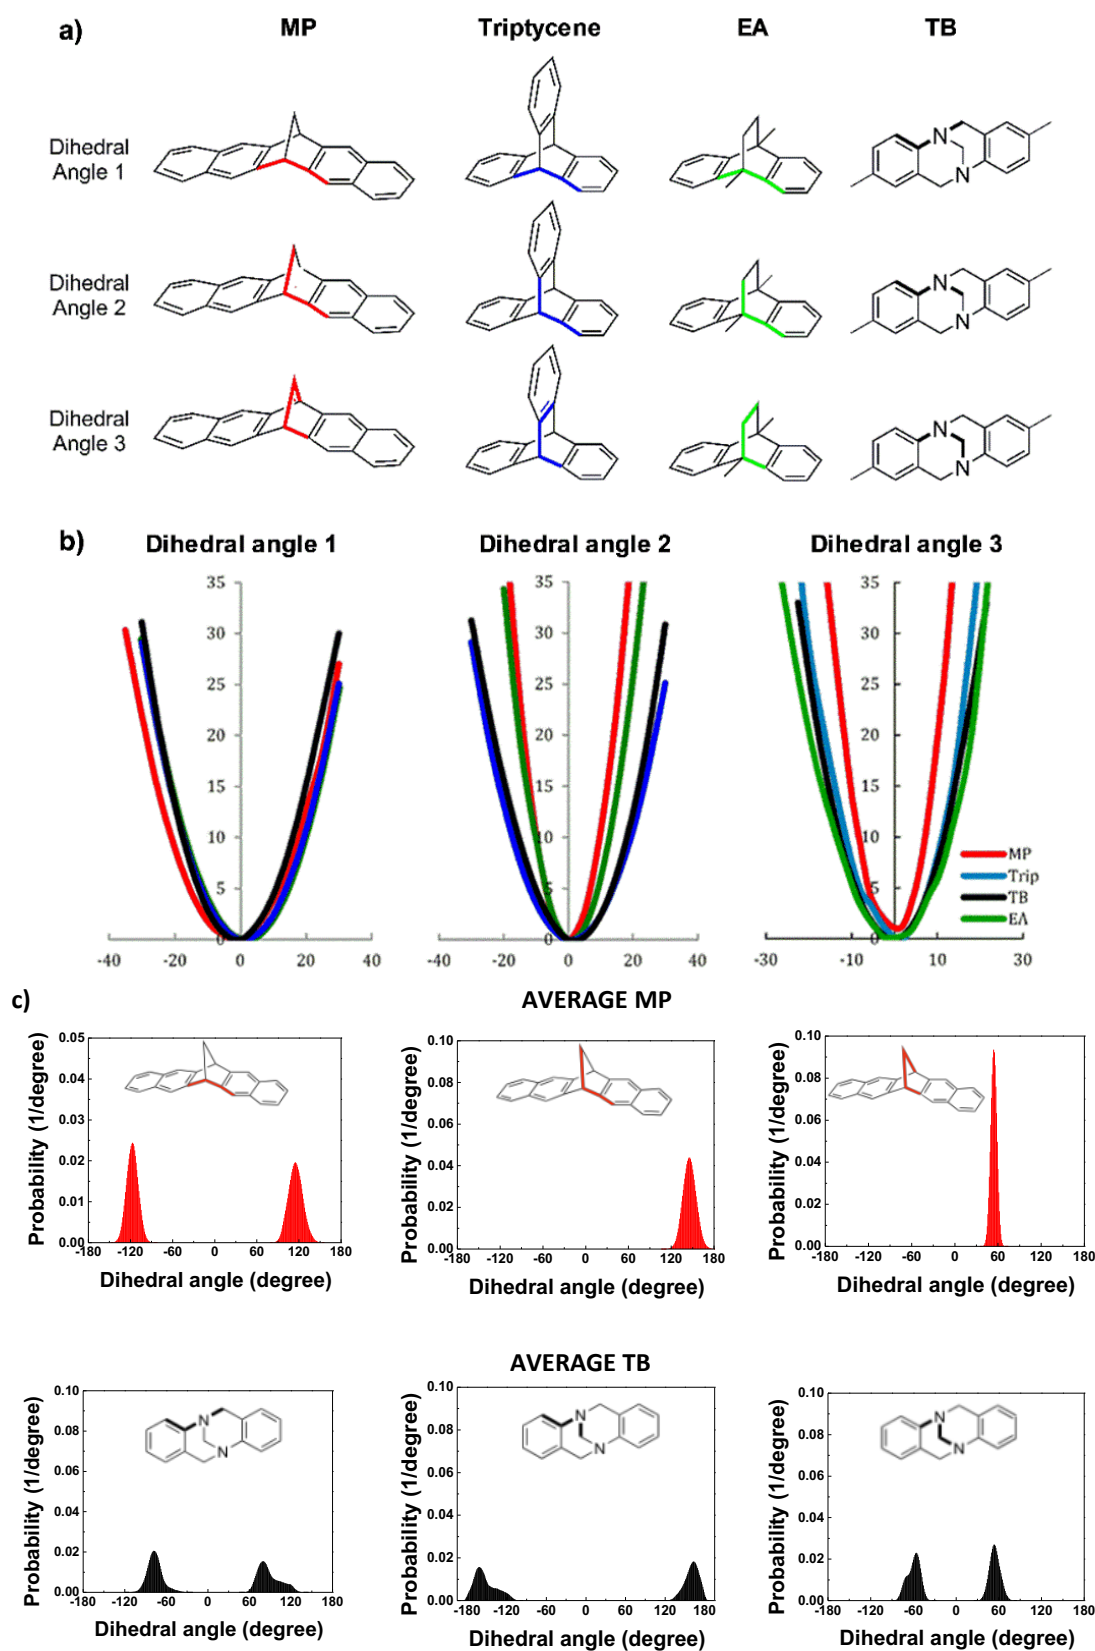 a) MP Triptycene EA TB
Dihedral
Angle 1
N
N
Dihedral
Angle 2
N
N
Dihedral
Angle 3
N
N
b) Dihedral angle 1 Dihedral angle 2 Dihedral angle 3
35 35 35
30 30 30
25 25 25
20 20 20
15 15 15
10 10 10
MP
5 5 5 Trip
TB
EA
0
-40 -20 0 20 40 -40 -20 0 20 40 -30 -10 10 30
c) AVERAGE MP
Probability (1/degree)
0.05
0.04
0.03
0.02
0.01
0.00
-180 -120 -60 0 60 120 180
Dihedral angle (degree)
Probability (1/degree)
0.10
0.08
0.06
0.04
0.02
0.00
-180 -120 -60 0 60 120 180
Dihedral angle (degree)
Probability (1/degree)
0.10
0.08
0.06
0.04
0.02
0.00
-180 -120 -60 0 60 120 180
Dihedral angle (degree)
AVERAGE TB
Probability (1/degree)
0.10
0.08
0.06
0.04
0.02
0.00
N
N
-180 -120 -60 0 60 120 180
Dihedral angle (degree)
Probability (1/degree)
0.10
0.08
0.06
0.04
0.02
0.00
N
N
-180 -120 -60 0 60 120 180
Dihedral angle (degree)
Probability (1/degree)
0.10
0.08
0.06
0.04
0.02
0.00
N
N
-180 -120 -60 0 60 120 180
Dihedral angle (degree)